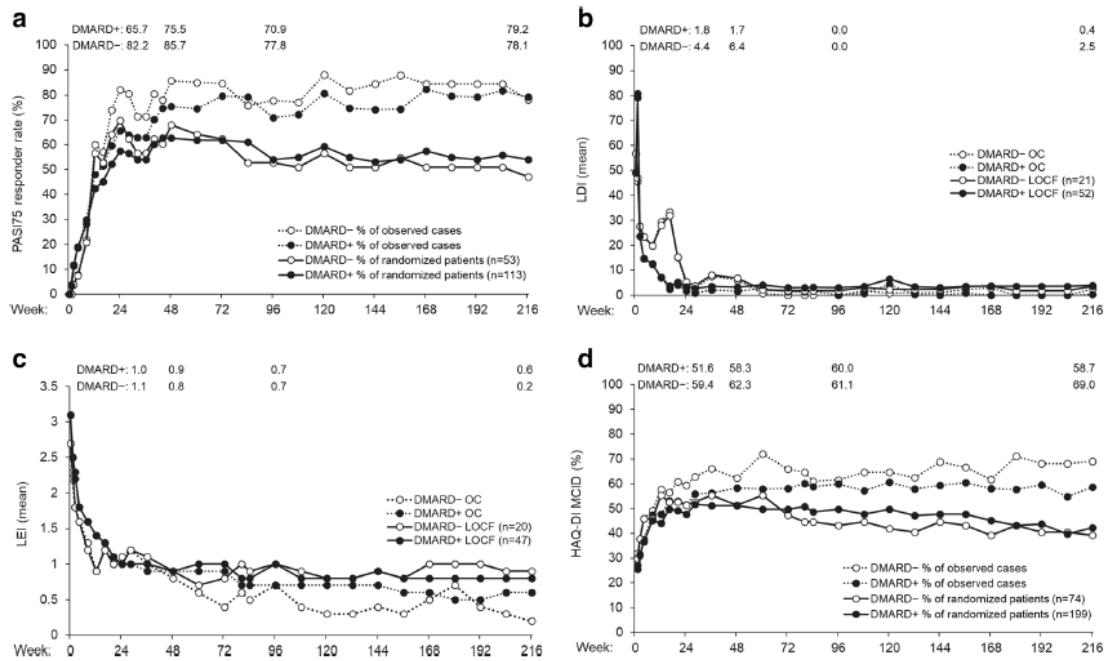 a
DMARD+: 65.7 75.5 70.9 79.2
DMARD−: 82.2 85.7 77.8 78.1
100
90
80
70
60
50
40
30
20
10
0
PASI75 responder rate (%)
DMARD− % of observed cases
DMARD+ % of observed cases
DMARD− % of randomized patients (n=53)
DMARD+ % of randomized patients (n=113)
Week: 0 24 48 72 96 120 144 168 192 216
b
DMARD+: 1.8 1.7 0.0 0.4
DMARD−: 4.4 6.4 0.0 2.5
100
90
80
70
60
50
40
30
20
10
0
LDI (mean)
DMARD− OC
DMARD+ OC
DMARD− LOCF (n=21)
DMARD+ LOCF (n=52)
Week: 0 24 48 72 96 120 144 168 192 216
c
DMARD+: 1.0 0.9 0.7 0.6
DMARD−: 1.1 0.8 0.7 0.2
3.5
3
2.5
2
1.5
1
0.5
0
LEI (mean)
DMARD− OC
DMARD+ OC
DMARD− LOCF (n=20)
DMARD+ LOCF (n=47)
Week: 0 24 48 72 96 120 144 168 192 216
d
DMARD+: 51.6 58.3 60.0 58.7
DMARD−: 59.4 62.3 61.1 69.0
100
90
80
70
60
50
40
30
20
10
0
HAQ-DI MCID (%)
DMARD− % of observed cases
DMARD+ % of observed cases
DMARD− % of randomized patients (n=74)
DMARD+ % of randomized patients (n=199)
Week: 0 24 48 72 96 120 144 168 192 216